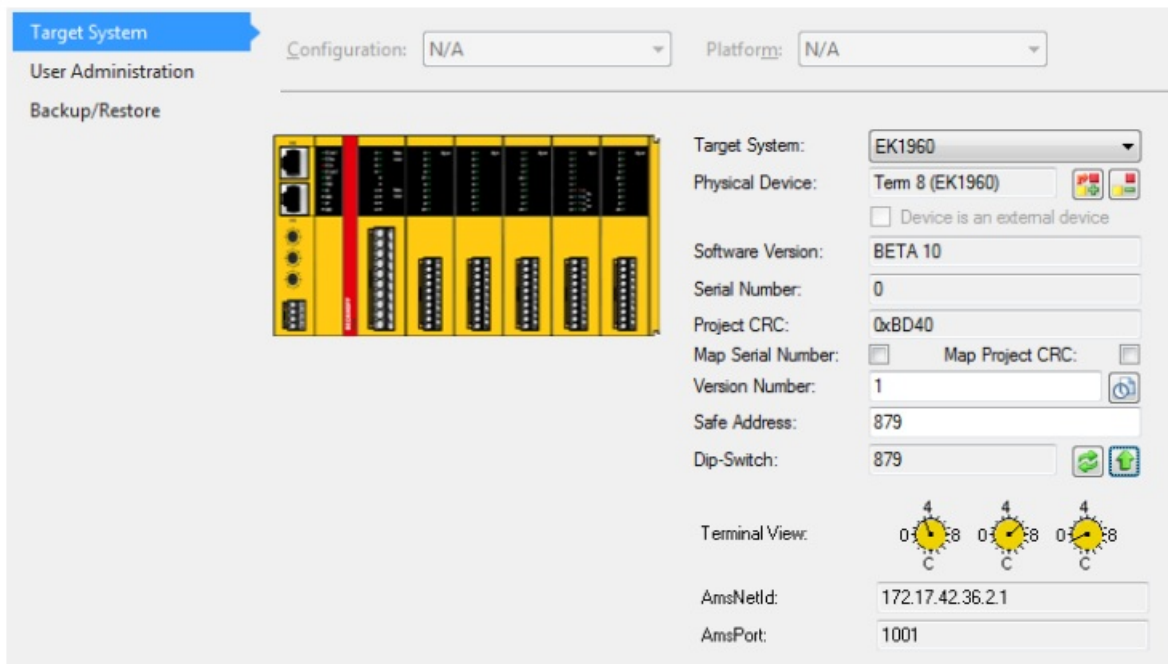 Target System
User Administration
Backup/Restore
Configuration: N/A Platform: N/A
BECKHOFF
Target System: EK1960
Physical Device: Term 8 (EK1960)
Device is an external device
Software Version: BETA 10
Serial Number: 0
Project CRC: 0xBD40
Map Serial Number: Map Project CRC:
Version Number: 1
Safe Address: 879
Dip-Switch: 879
4 4 4
Terminal View: 0 8 0 8 0 8
C C C
AmsNetId: 172.17.42.36.2.1
AmsPort: 1001